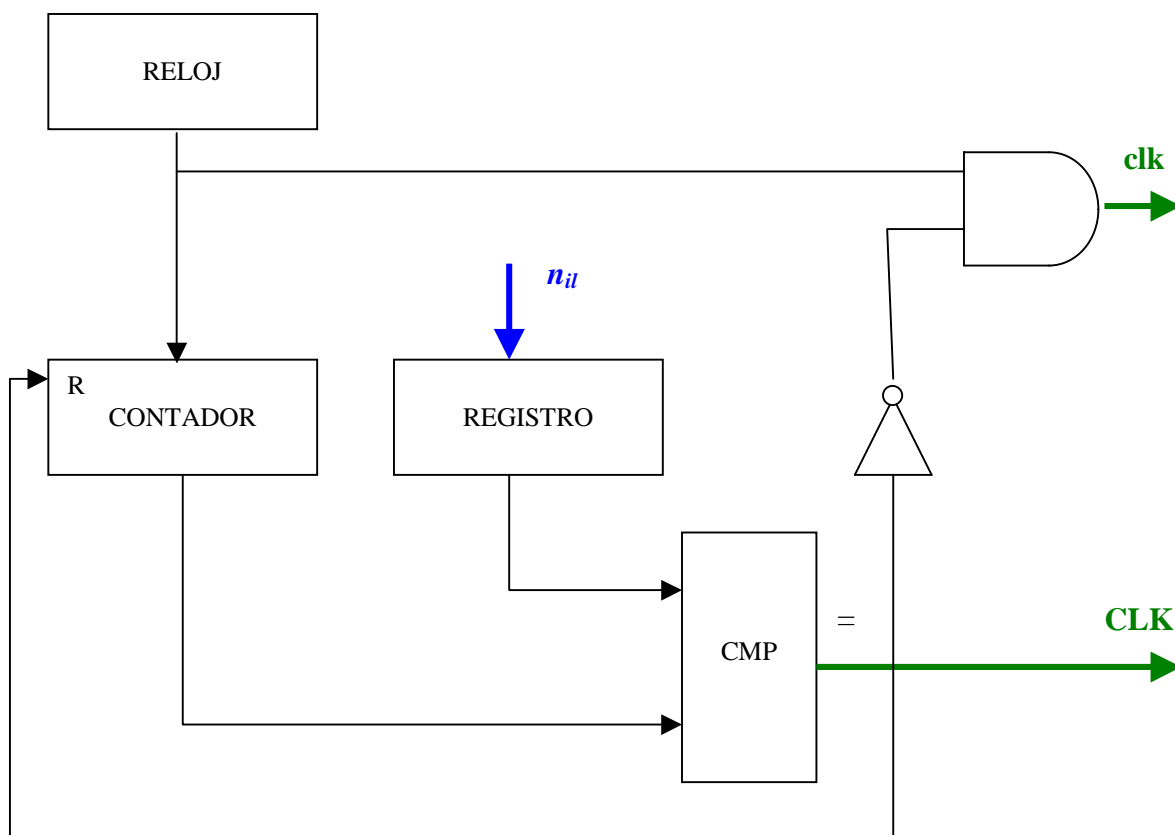 RELOJ
clk
n_il
R
CONTADOR
REGISTRO
=
CLK
CMP